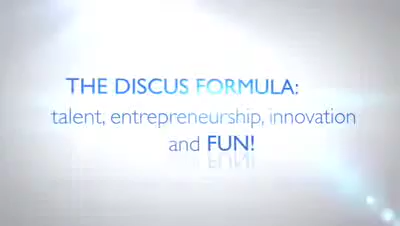 THE DISCUS FORMULA:
talent, entrepreneurship, innovation
and FUN!